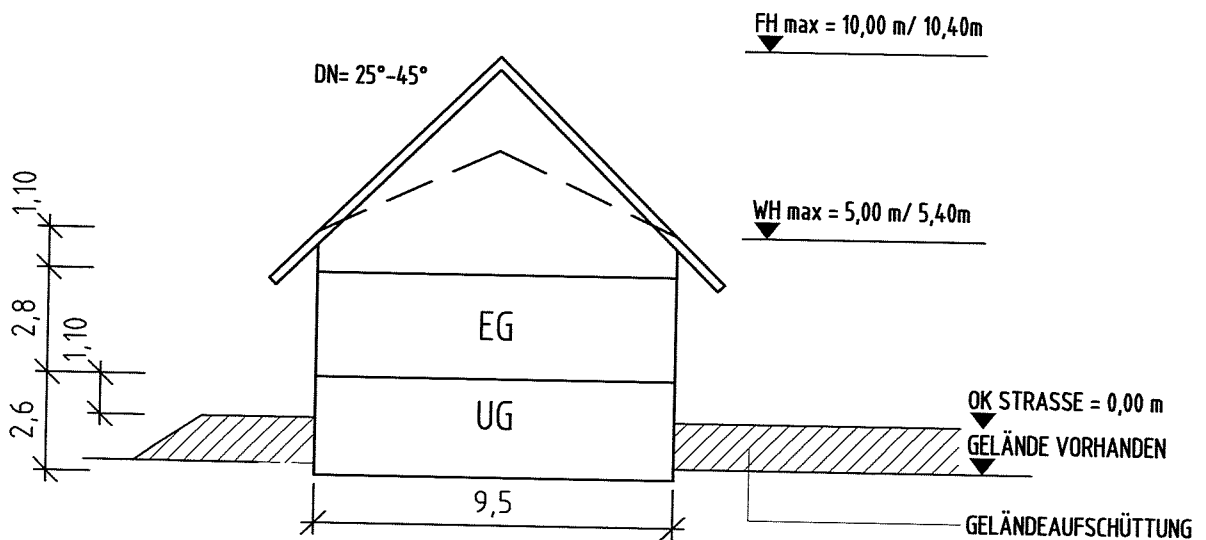 FH max = 10,00 m/ 10,40m
DN= 25°-45°
WH max = 5,00 m/ 5,40m
1,10
2,8
1,10
2,6
EG
UG
9,5
OK STRASSE = 0,00 m
GELÄNDE VORHANDEN
GELÄNDEAUFSCHÜTTUNG